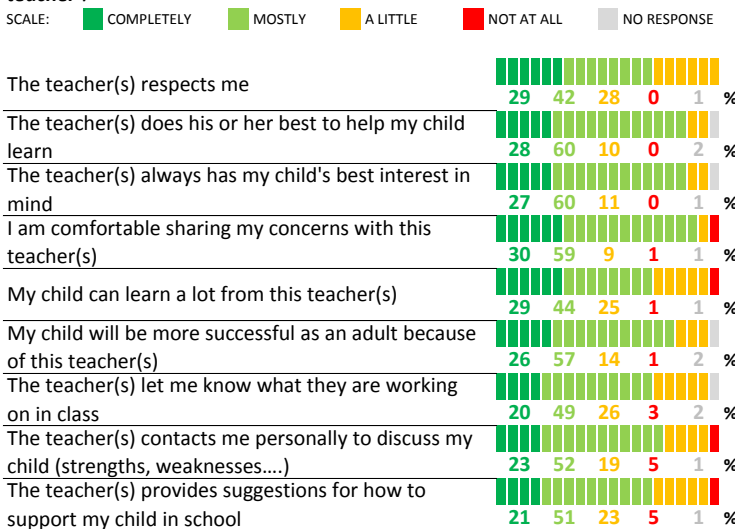 SCALE: COMPLETELY MOSTLY A LITTLE NOT AT ALL NO RESPONSE
The teacher(s) respects me
29 42 28 0 1 %
The teacher(s) does his or her best to help my child
learn
28 60 10 0 2 %
The teacher(s) always has my child's best interest in
mind
27 60 11 0 1 %
I am comfortable sharing my concerns with this
teacher(s)
30 59 9 1 1 %
My child can learn a lot from this teacher(s)
29 44 25 1 1 %
My child will be more successful as an adult because
of this teacher(s)
26 57 14 1 2 %
The teacher(s) let me know what they are working
on in class
20 49 26 3 2 %
The teacher(s) contacts me personally to discuss my
child (strengths, weaknesses....)
23 52 19 5 1 %
The teacher(s) provides suggestions for how to
support my child in school
21 51 23 5 1 %